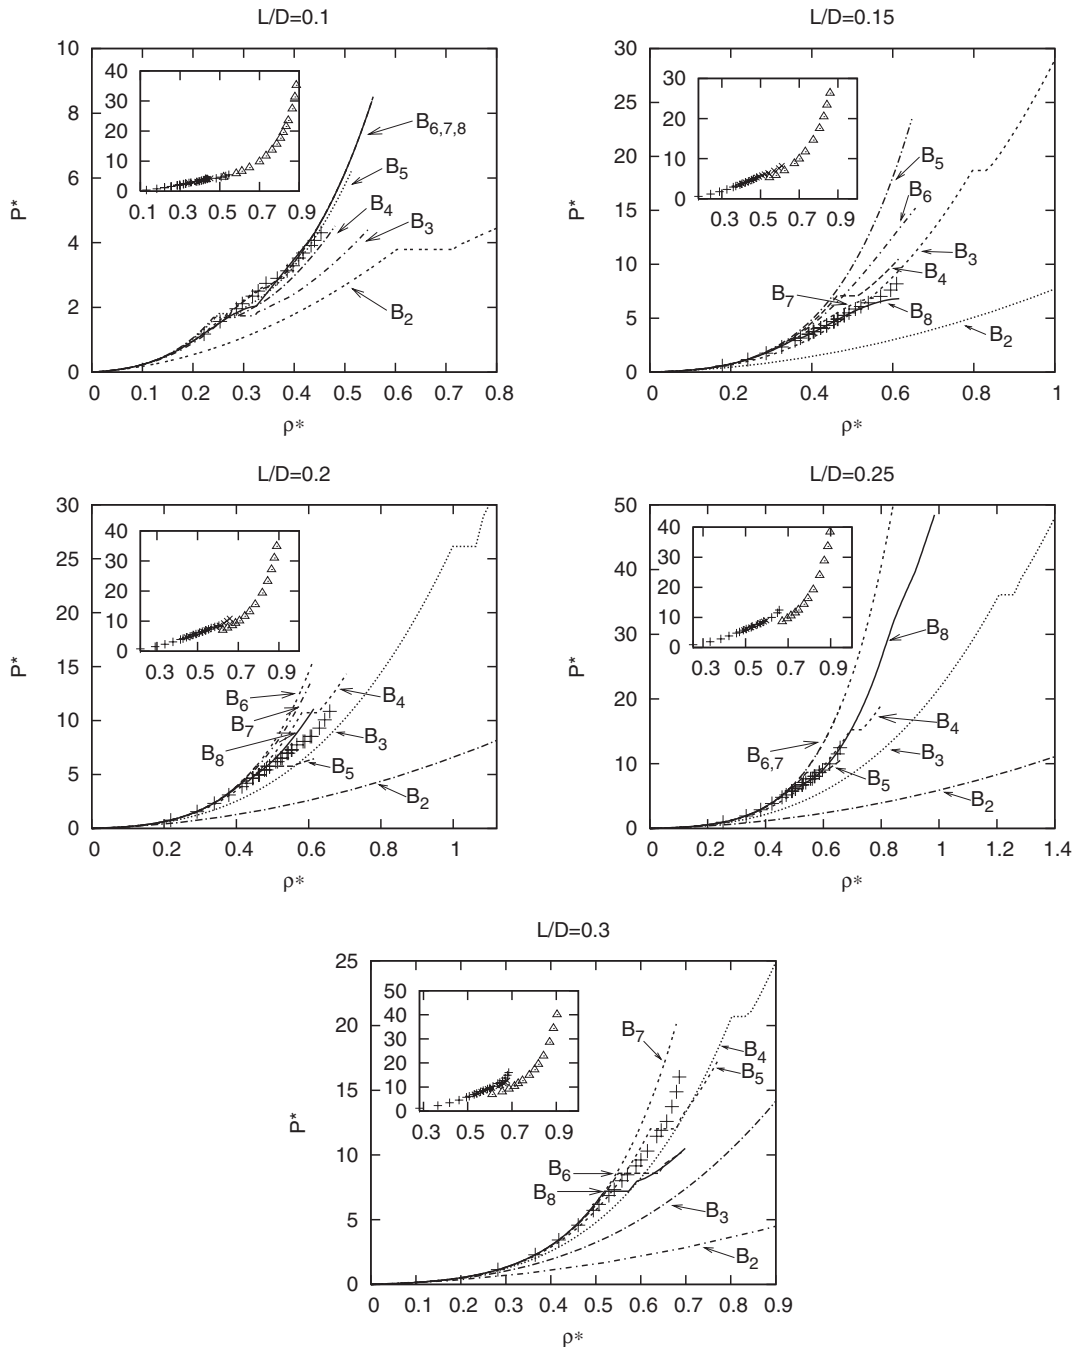 L/D=0.1
10
8
6
4
2
0
P*
40
30
20
10
0
0.1 0.3 0.5 0.7 0.9
B6,7,8
B5
B4
B3
B2
0 0.1 0.2 0.3 0.4 0.5 0.6 0.7 0.8
ρ*
L/D=0.15
30
25
20
15
10
5
0
P*
30
20
10
0
0.3 0.5 0.7 0.9
B5
B6
B3
B4
B7
B8
B2
0 0.2 0.4 0.6 0.8 1
ρ*
L/D=0.2
30
25
20
15
10
5
0
P*
40
30
20
10
0
0.3 0.5 0.7 0.9
B6
B4
B7
B8
B3
B5
B2
0 0.2 0.4 0.6 0.8 1
ρ*
L/D=0.25
50
40
30
20
10
0
P*
40
30
20
10
0
0.3 0.5 0.7 0.9
B8
B4
B6,7
B3
B5
B2
0 0.2 0.4 0.6 0.8 1 1.2 1.4
ρ*
L/D=0.3
25
20
15
10
5
0
P*
50
40
30
20
10
0
0.3 0.5 0.7 0.9
B7
B4
B5
B6
B8
B3
B2
0 0.1 0.2 0.3 0.4 0.5 0.6 0.7 0.8 0.9
ρ*